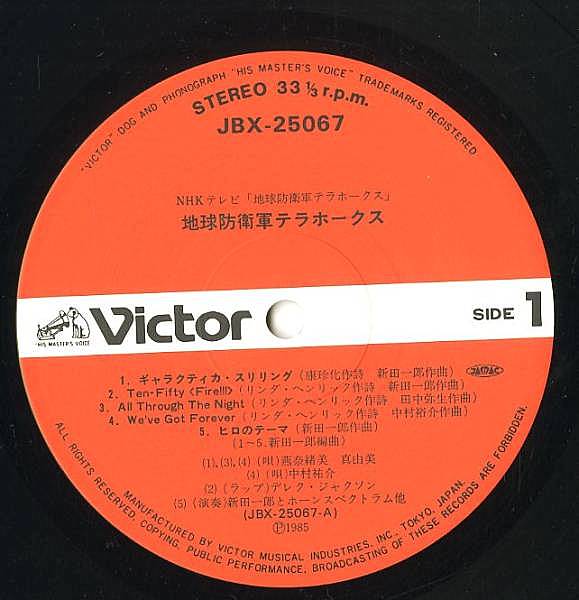 "VICTOR" DOG AND PHONOGRAPH "HIS MASTER'S VOICE" TRADEMARKS REGISTERED
STEREO 33 1/3 r.p.m.
JBX-25067
NHKテレビ「地球防衛軍テラホークス」
地球防衛軍テラホークス
"HIS MASTER'S VOICE"
Victor
SIDE 1
1. ギャラクティカ・スリリング（康珍化作詩 新田一郎作曲）
JASRAC
2. Ten-Fifty〈Fire!!!〉（リンダ・ヘンリック作詩 新田一郎作曲）
3. All Through The Night（リンダ・ヘンリック作詩 田中弥生作曲）
4. We've Got Forever（リンダ・ヘンリック作詩 中村裕介作曲）
5. ヒロのテーマ（新田一郎作曲）
（1〜5. 新田一郎編曲）
(1),(3),(4)（唄）燕奈緒美 真由美
(4)（唄）中村祐介
(2)（ラップ）デレク・ジャクソン
(5)（演奏）新田一郎とホーンスペクトラム他
(JBX-25067-A)
Ⓟ1985
ALL RIGHTS RESERVED. COPYING, PUBLIC PERFORMANCE, BROADCASTING OF THESE RECORDS ARE FORBIDDEN.
MANUFACTURED BY VICTOR MUSICAL INDUSTRIES, INC., TOKYO, JAPAN.